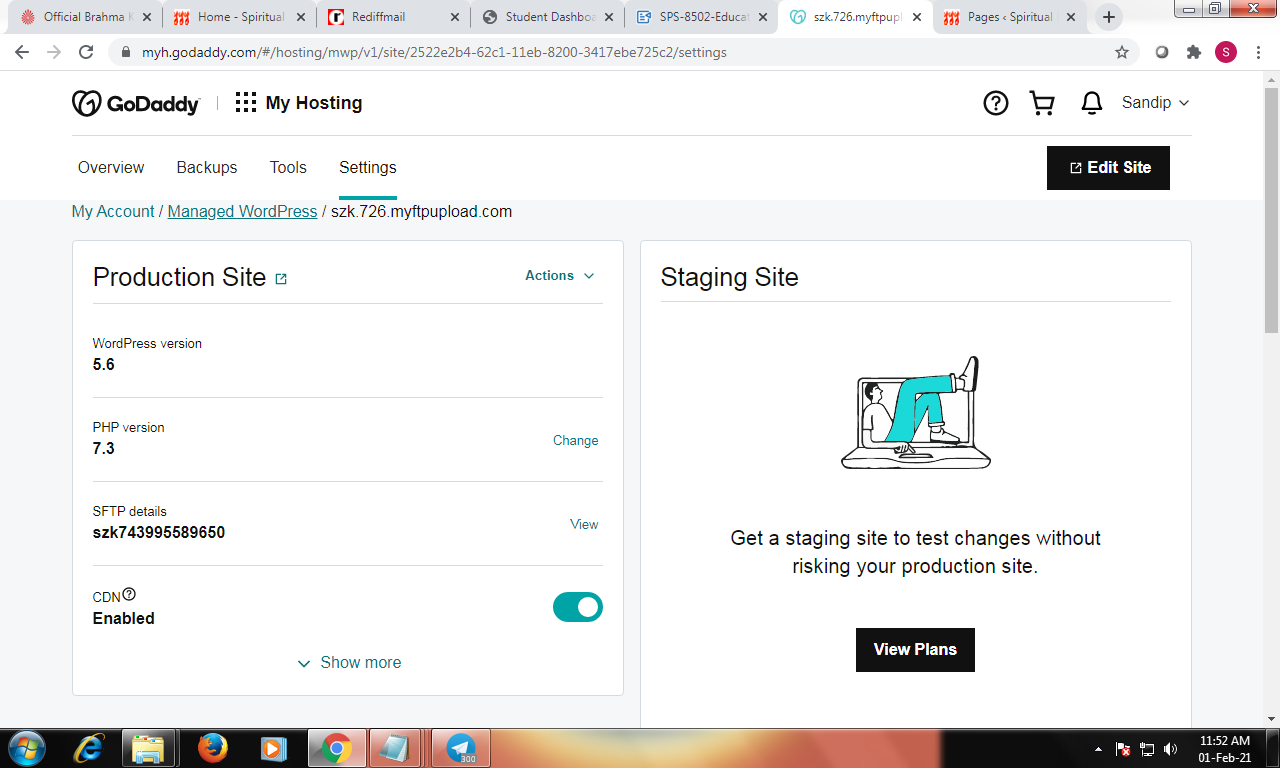 Official Brahma K
Home - Spiritual
Rediffmail
Student Dashboa
SPS-8502-Educat
szk.726.myftpupl
Pages ‹ Spiritual
myh.godaddy.com/#/hosting/mwp/v1/site/2522e2b4-62c1-11eb-8200-3417ebe725c2/settings
S
GoDaddy
My Hosting
Sandip
Overview
Backups
Tools
Settings
Edit Site
My Account / Managed WordPress / szk.726.myftpupload.com
Production Site
Actions
WordPress version
5.6
PHP version
7.3
Change
SFTP details
szk743995589650
View
CDN
Enabled
Show more
Staging Site
Get a staging site to test changes without
risking your production site.
View Plans
300
11:52 AM
01-Feb-21